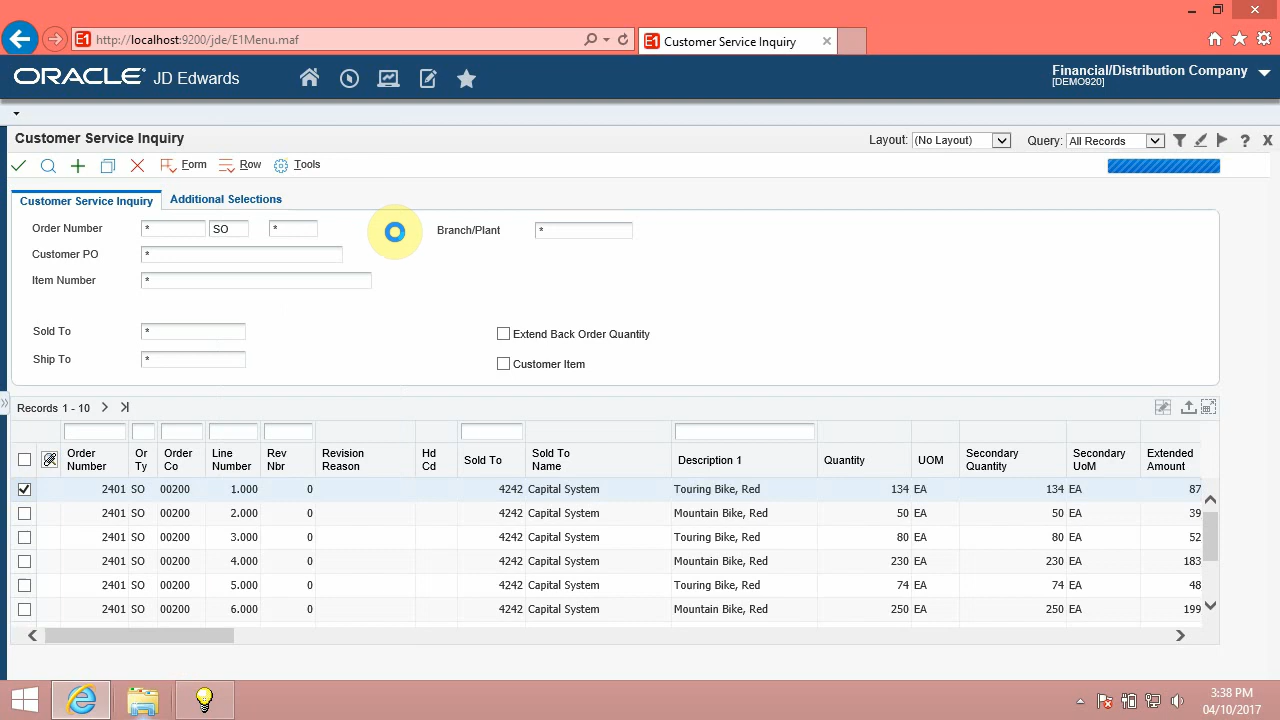 http://localhost:9200/jde/E1Menu.maf
Customer Service Inquiry
ORACLE JD Edwards
Financial/Distribution Company
[DEMO920]
Customer Service Inquiry
Layout: (No Layout) Query: All Records
Form Row Tools
Customer Service Inquiry Additional Selections
Order Number * SO * Branch/Plant *
Customer PO *
Item Number *
Sold To * Extend Back Order Quantity
Ship To * Customer Item
Records 1 - 10
Order Number Or Ty Order Co Line Number Rev Nbr Revision Reason Hd Cd Sold To Sold To Name Description 1 Quantity UOM Secondary Quantity Secondary UoM Extended Amount
2401 SO 00200 1.000 0 4242 Capital System Touring Bike, Red 134 EA 134 EA 87
2401 SO 00200 2.000 0 4242 Capital System Mountain Bike, Red 50 EA 50 EA 39
2401 SO 00200 3.000 0 4242 Capital System Touring Bike, Red 80 EA 80 EA 52
2401 SO 00200 4.000 0 4242 Capital System Mountain Bike, Red 230 EA 230 EA 183
2401 SO 00200 5.000 0 4242 Capital System Touring Bike, Red 74 EA 74 EA 48
2401 SO 00200 6.000 0 4242 Capital System Mountain Bike, Red 250 EA 250 EA 199
3:38 PM
04/10/2017